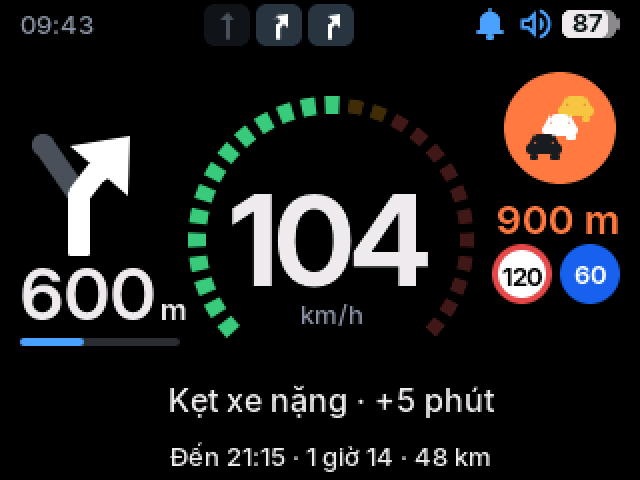 09:43
87
104
km/h
600 m
900 m
120
60
Kẹt xe nặng · +5 phút
Đến 21:15 · 1 giờ 14 · 48 km